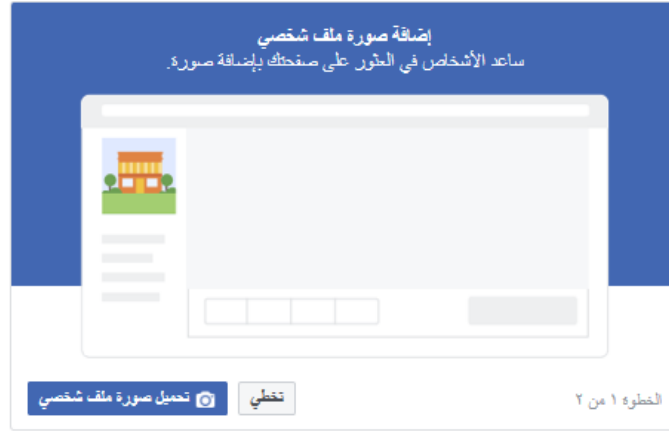 إضافة صورة ملف شخصي
ساعد الأشخاص في العثور على صفحتك بإضافة صورة.
الخطوة ١ من ٢
تخطي
تحميل صورة ملف شخصي